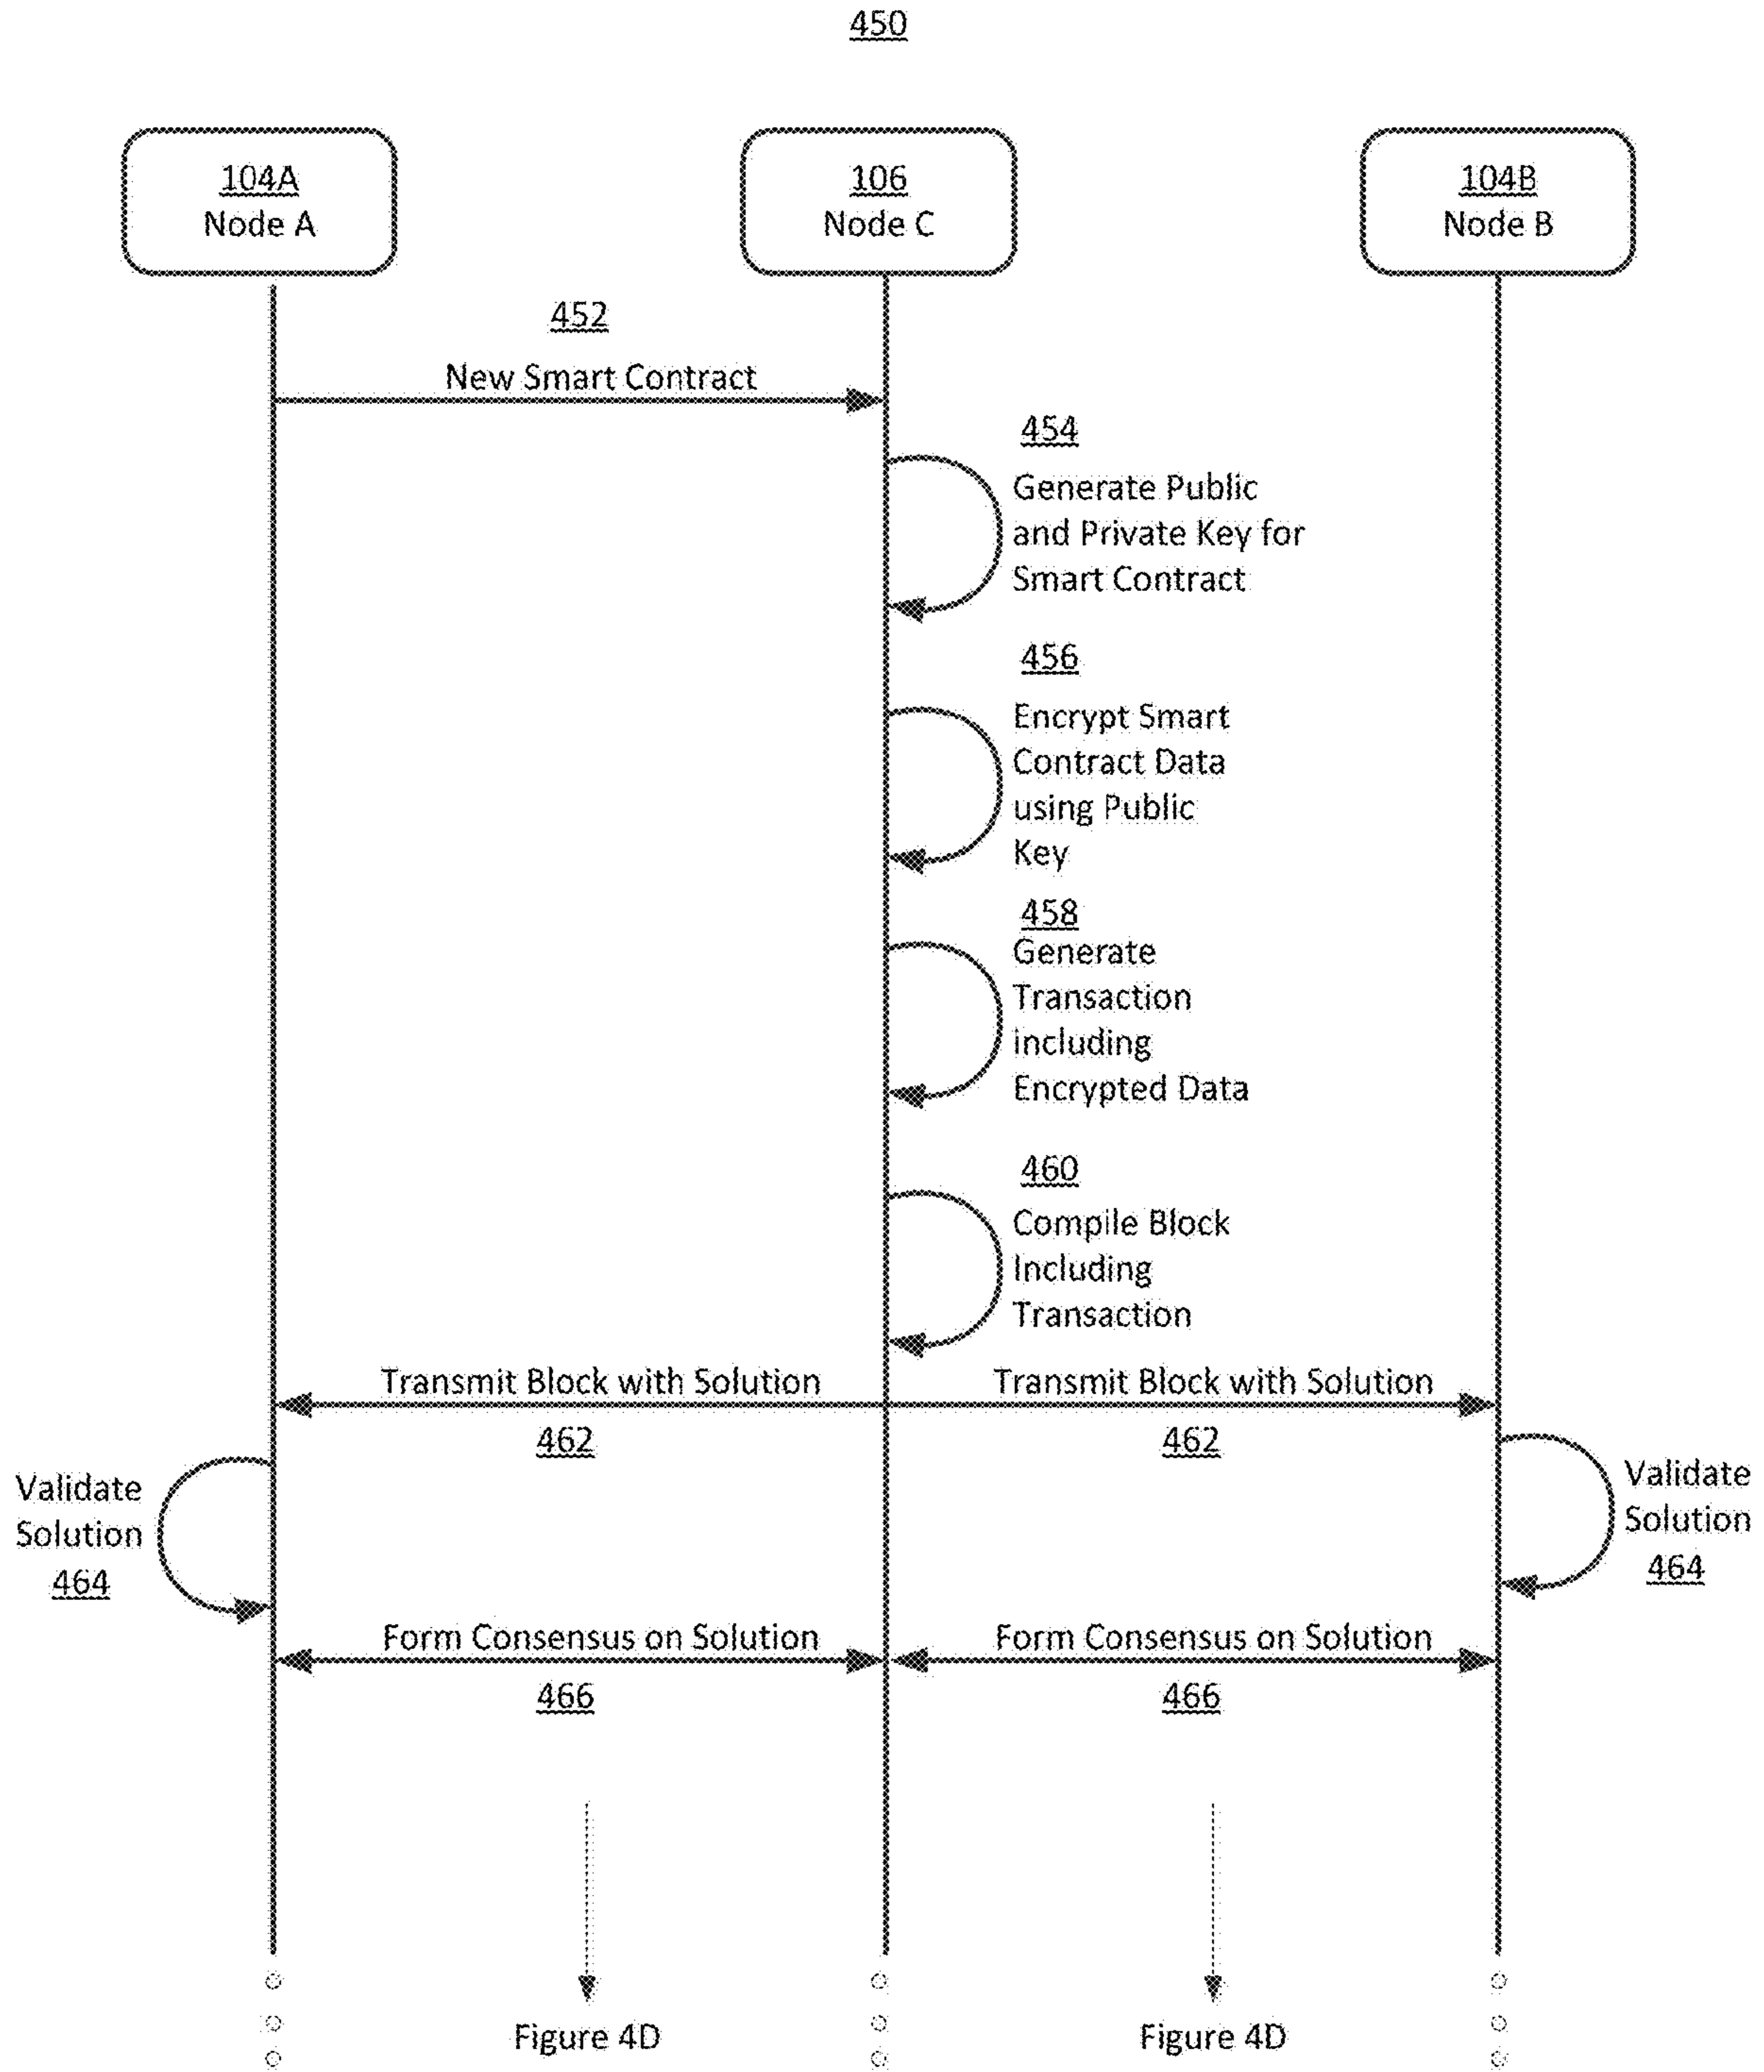 450
104A
Node A
106
Node C
104B
Node B
452
New Smart Contract
454
Generate Public
and Private Key for
Smart Contract
456
Encrypt Smart
Contract Data
using Public
Key
458
Generate
Transaction
including
Encrypted Data
460
Compile Block
Including
Transaction
Transmit Block with Solution
Transmit Block with Solution
462
462
Validate
Solution
464
Validate
Solution
464
Form Consensus on Solution
Form Consensus on Solution
466
466
Figure 4D
Figure 4D